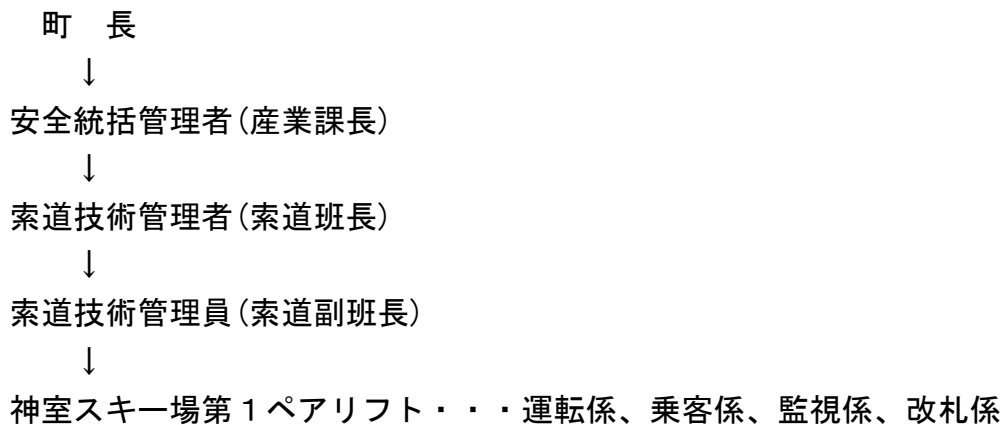 町　長
↓
安全統括管理者(産業課長)
↓
索道技術管理者(索道班長)
↓
索道技術管理員(索道副班長)
↓
神室スキー場第１ペアリフト・・・運転係、乗客係、監視係、改札係